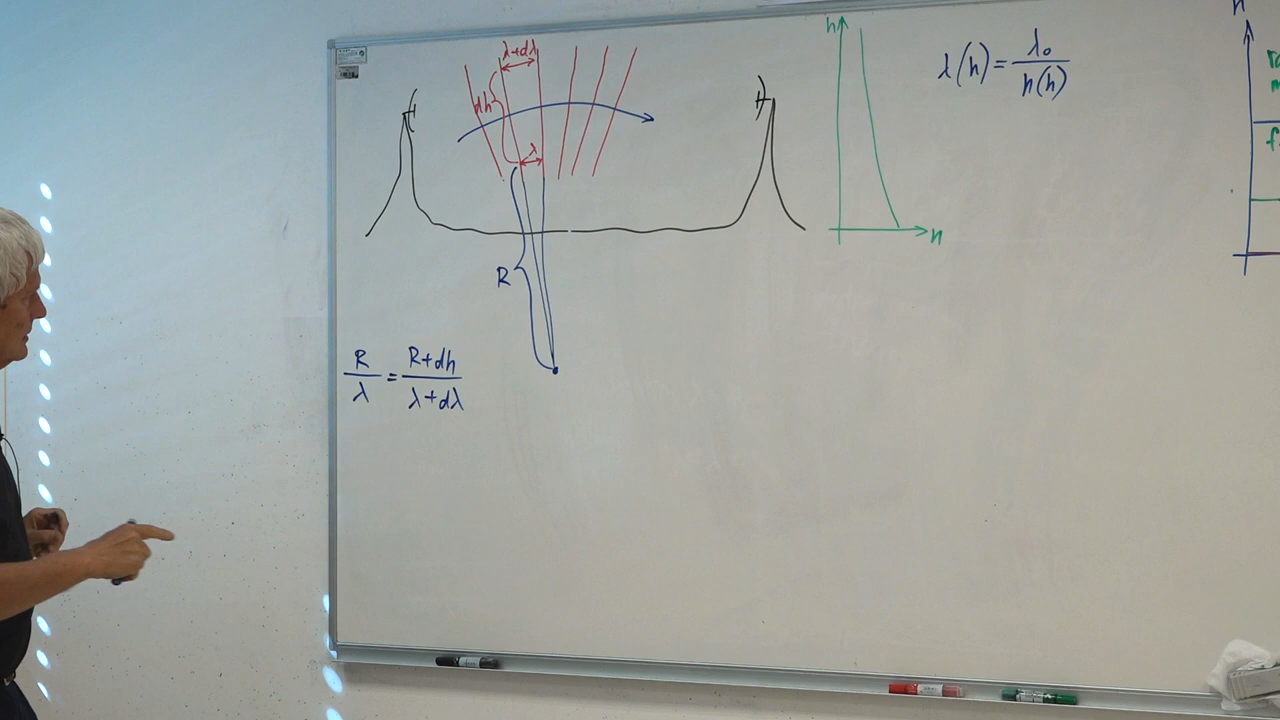 λ+dλ
dh
λ
R
h
n
λ(h) = λ₀/n(h)
R/λ = (R+dh)/(λ+dλ)